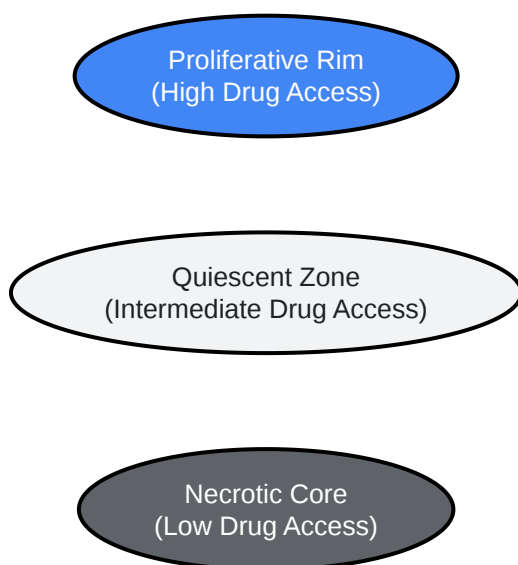 Proliferative Rim
(High Drug Access)
Quiescent Zone
(Intermediate Drug Access)
Necrotic Core
(Low Drug Access)